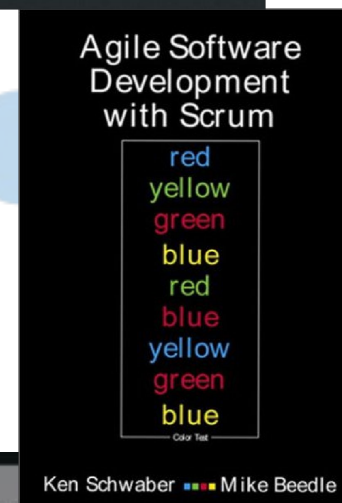 Agile Software
Development
with Scrum
red
yellow
green
blue
red
blue
yellow
green
blue
Color Test
Ken Schwaber Mike Beedle